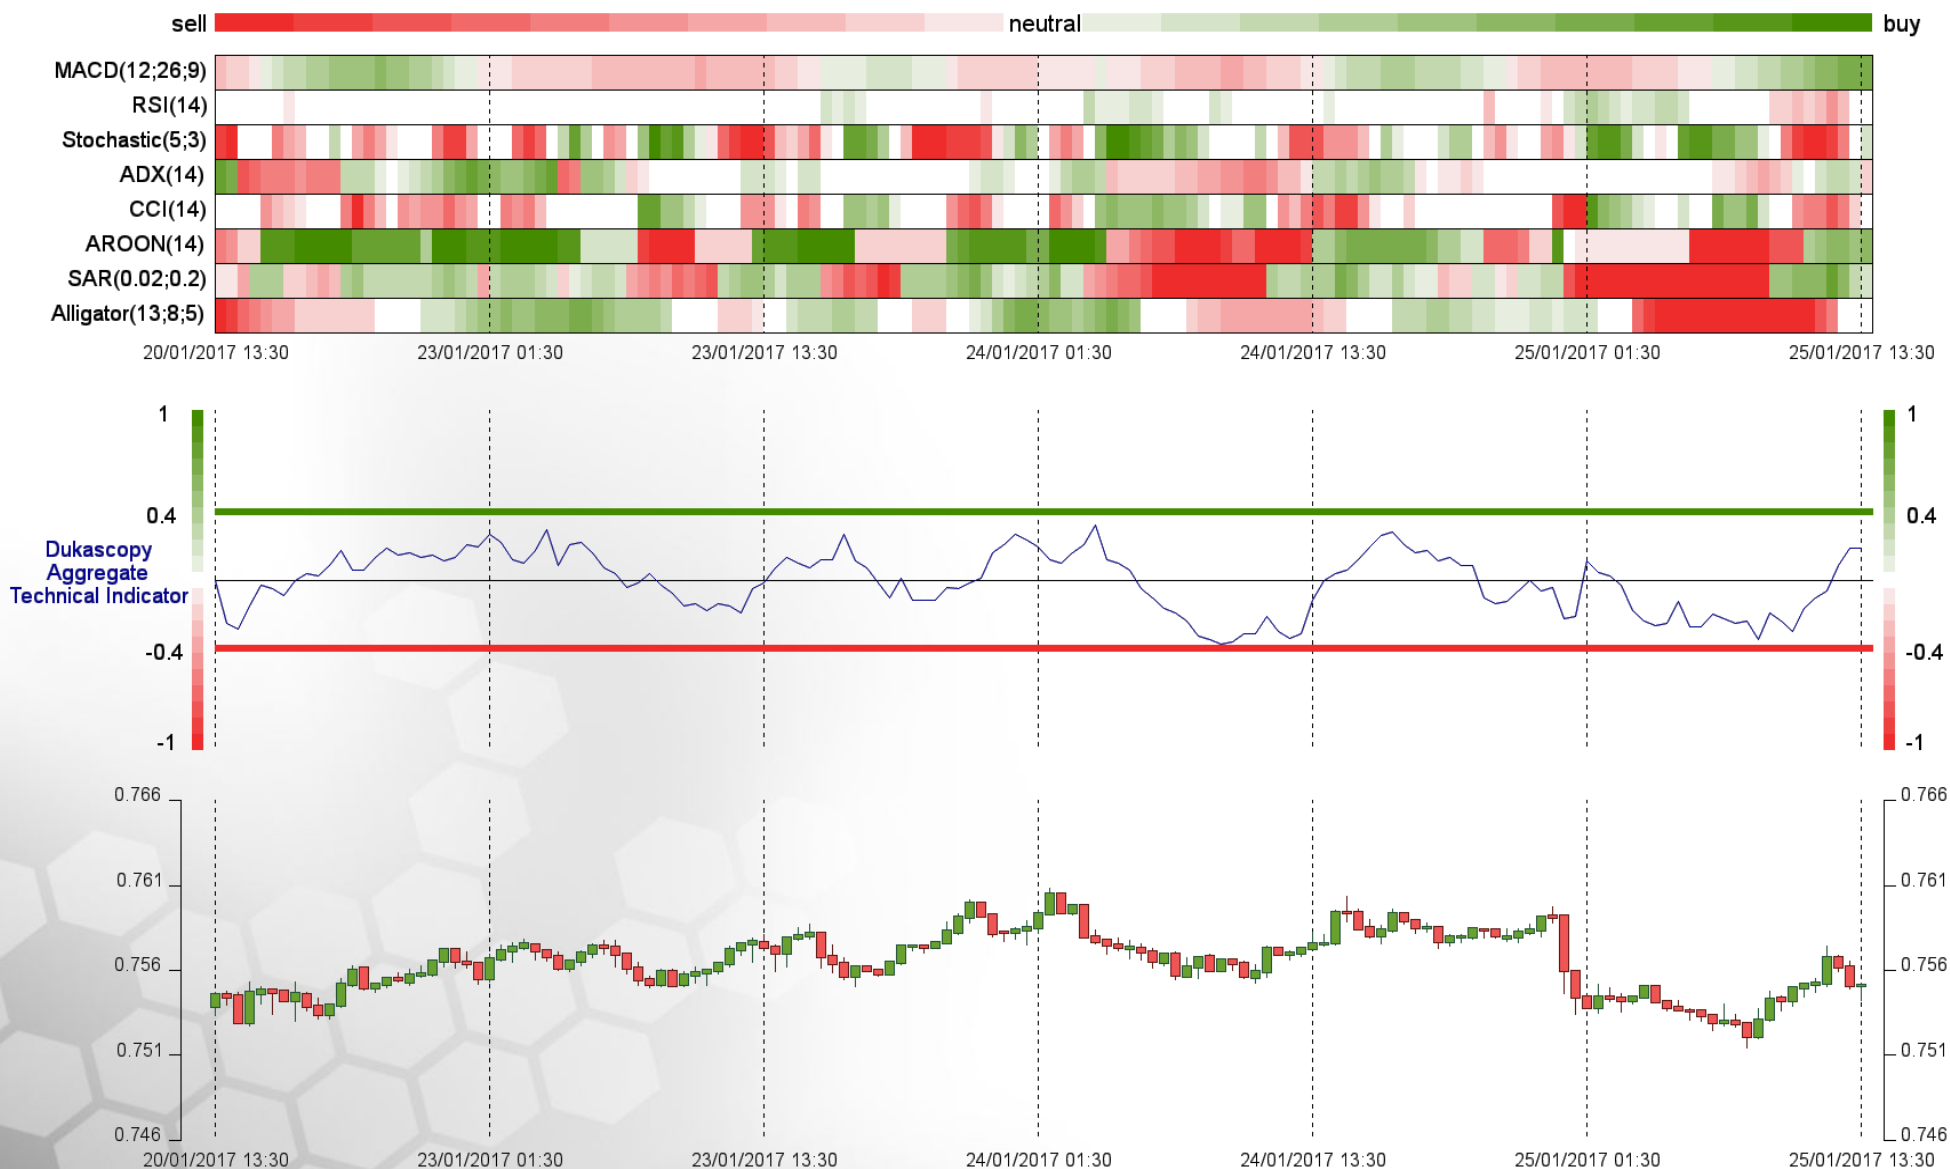 sell neutral buy
MACD(12;26;9)
RSI(14)
Stochastic(5;3)
ADX(14)
CCI(14)
AROON(14)
SAR(0.02;0.2)
Alligator(13;8;5)
20/01/2017 13:30 23/01/2017 01:30 23/01/2017 13:30 24/01/2017 01:30 24/01/2017 13:30 25/01/2017 01:30 25/01/2017 13:30
1 1
0.4 0.4
Dukascopy
Aggregate
Technical Indicator
-0.4 -0.4
-1 -1
0.766 0.766
0.761 0.761
0.756 0.756
0.751 0.751
0.746 0.746
20/01/2017 13:30 23/01/2017 01:30 23/01/2017 13:30 24/01/2017 01:30 24/01/2017 13:30 25/01/2017 01:30 25/01/2017 13:30